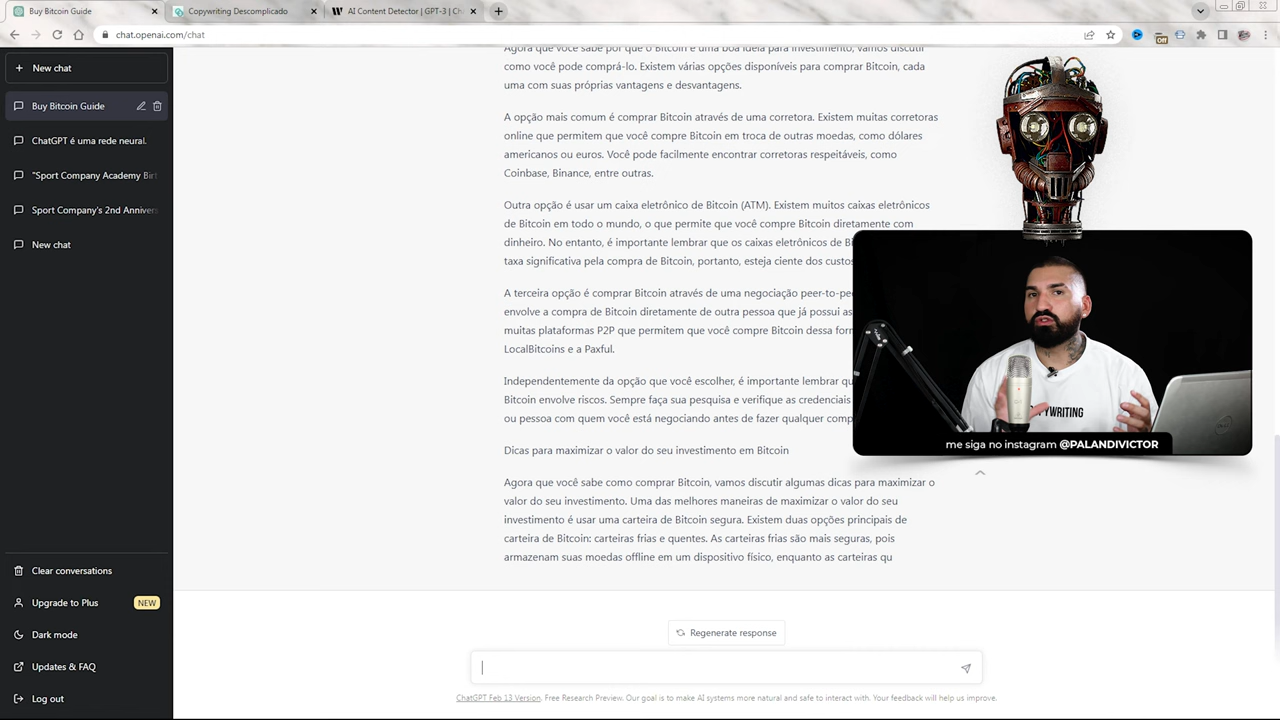 Buy Bitcoin Guide
Copywriting Descomplicado
AI Content Detector | GPT-3 | Ch
chat.openai.com/chat
Off
New chat
Buy Bitcoin Guide
ChatGPT é uma rede neural.
"Sport Company Academy Birt
Sport Company's 2nd Annivers
New chat
Clear conversations
Upgrade to Plus
NEW
Dark mode
Updates & FAQ
Log out
Agora que você sabe por que o Bitcoin é uma boa ideia para investimento, vamos discutir
como você pode comprá-lo. Existem várias opções disponíveis para comprar Bitcoin, cada
uma com suas próprias vantagens e desvantagens.
A opção mais comum é comprar Bitcoin através de uma corretora. Existem muitas corretoras
online que permitem que você compre Bitcoin em troca de outras moedas, como dólares
americanos ou euros. Você pode facilmente encontrar corretoras respeitáveis, como
Coinbase, Binance, entre outras.
Outra opção é usar um caixa eletrônico de Bitcoin (ATM). Existem muitos caixas eletrônicos
de Bitcoin em todo o mundo, o que permite que você compre Bitcoin diretamente com
dinheiro. No entanto, é importante lembrar que os caixas eletrônicos de Bi
taxa significativa pela compra de Bitcoin, portanto, esteja ciente dos custos
A terceira opção é comprar Bitcoin através de uma negociação peer-to-pee
envolve a compra de Bitcoin diretamente de outra pessoa que já possui as
muitas plataformas P2P que permitem que você compre Bitcoin dessa form
LocalBitcoins e a Paxful.
Independentemente da opção que você escolher, é importante lembrar qu
Bitcoin envolve riscos. Sempre faça sua pesquisa e verifique as credenciais
ou pessoa com quem você está negociando antes de fazer qualquer comp
Dicas para maximizar o valor do seu investimento em Bitcoin
Agora que você sabe como comprar Bitcoin, vamos discutir algumas dicas para maximizar o
valor do seu investimento. Uma das melhores maneiras de maximizar o valor do seu
investimento é usar uma carteira de Bitcoin segura. Existem duas opções principais de
carteira de Bitcoin: carteiras frias e quentes. As carteiras frias são mais seguras, pois
armazenam suas moedas offline em um dispositivo físico, enquanto as carteiras qu
PYWRITING
me siga no instagram @PALANDIVICTOR
Regenerate response
ChatGPT Feb 13 Version. Free Research Preview. Our goal is to make AI systems more natural and safe to interact with. Your feedback will help us improve.